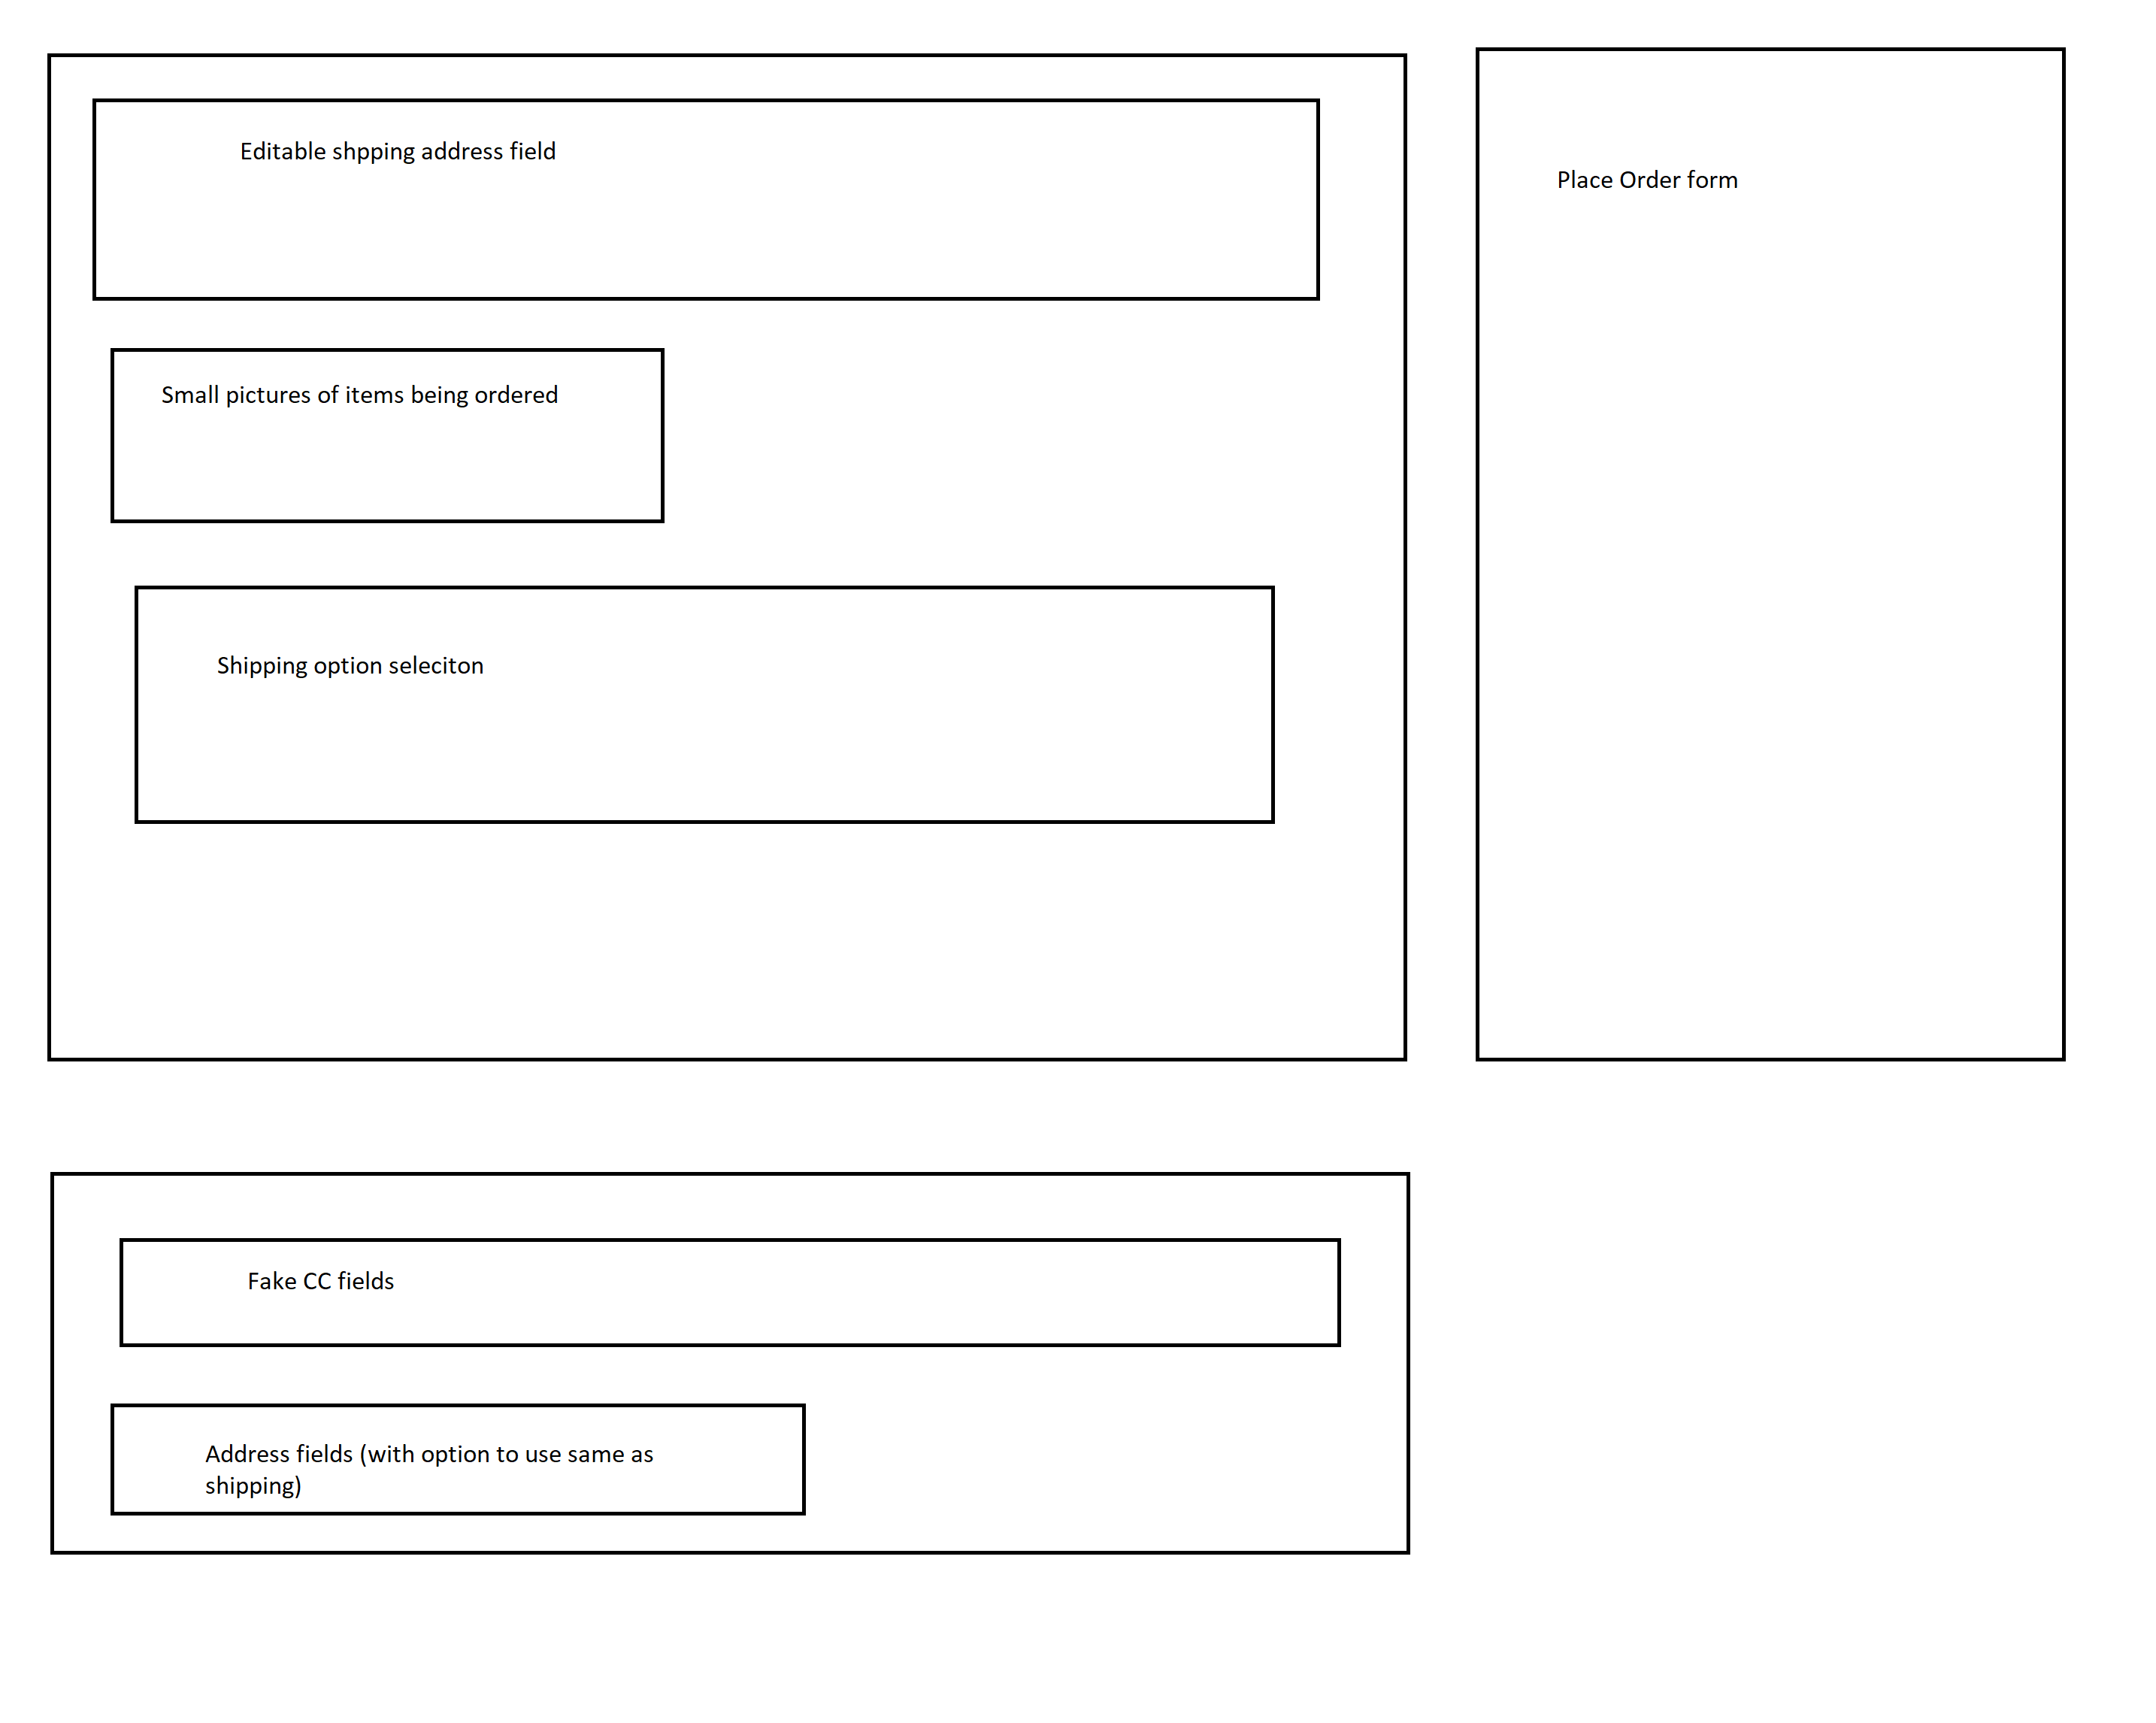 Editable shpping address field
Place Order form
Small pictures of items being ordered
Shipping option seleciton
Fake CC fields
Address fields (with option to use same as
shipping)